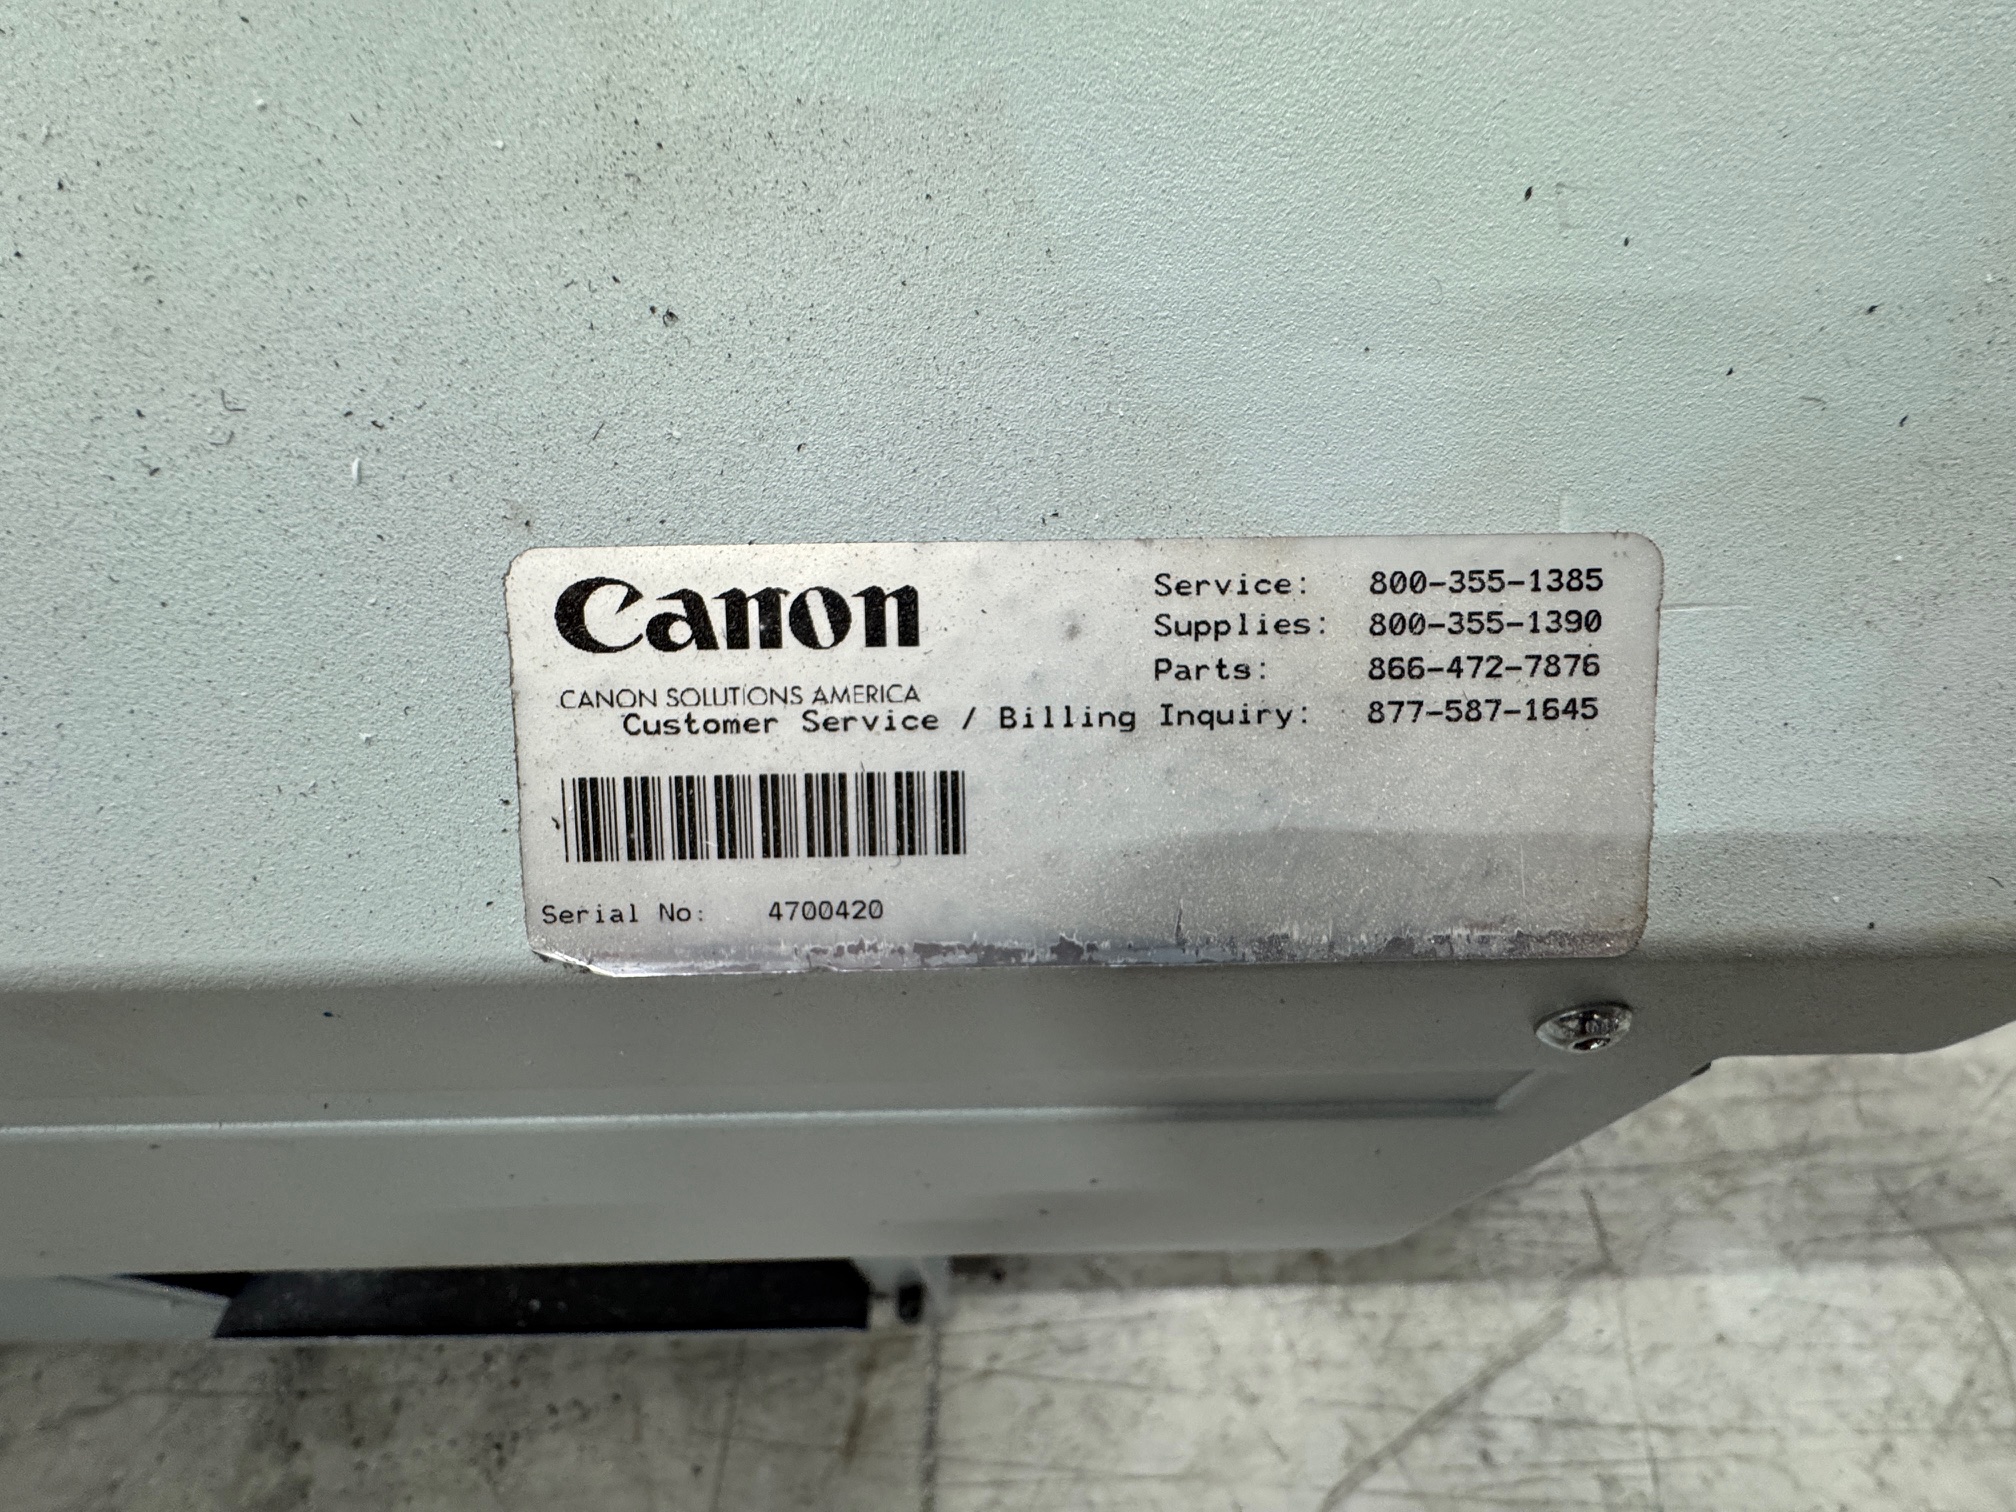 Canon
CANON SOLUTIONS AMERICA
Service: 800-355-1385
Supplies: 800-355-1390
Parts: 866-472-7876
Customer Service / Billing Inquiry: 877-587-1645
Serial No: 4700420